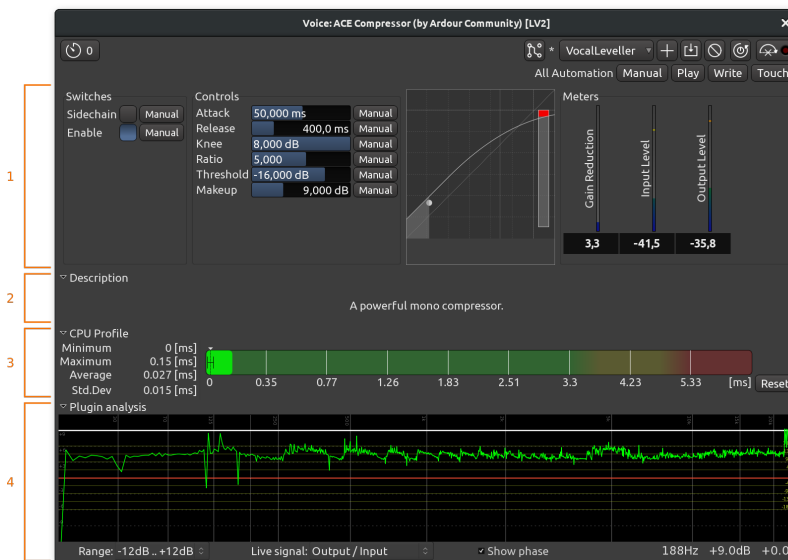 Voice: ACE Compressor (by Ardour Community) [LV2]
0
* VocalLeveller
All Automation Manual Play Write Touch
1
Switches
Sidechain Manual
Enable Manual
Controls
Attack 50,000 ms Manual
Release 400,0 ms Manual
Knee 8,000 dB Manual
Ratio 5,000 Manual
Threshold -16,000 dB Manual
Makeup 9,000 dB Manual
Meters
Gain Reduction
Input Level
Output Level
3,3 -41,5 -35,8
2
Description
A powerful mono compressor.
3
CPU Profile
Minimum 0 [ms]
Maximum 0.15 [ms]
Average 0.027 [ms]
Std.Dev 0.015 [ms]
0 0.35 0.77 1.26 1.83 2.51 3.3 4.23 5.33 [ms] Reset
4
Plugin analysis
Range: -12dB .. +12dB Live signal: Output / Input Show phase 188Hz +9.0dB +0.0